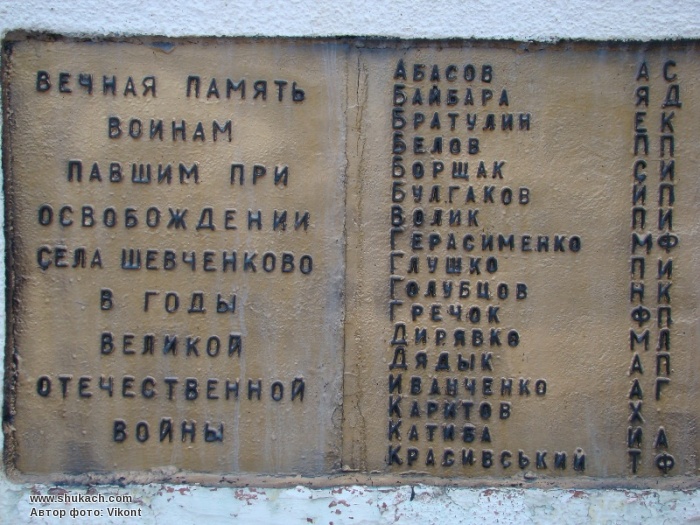 ВЕЧНАЯ ПАМЯТЬ
ВОИНАМ
ПАВШИМ ПРИ
ОСВОБОЖДЕНИИ
СЕЛА ШЕВЧЕНКОВО
В ГОДЫ
ВЕЛИКОЙ
ОТЕЧЕСТВЕННОЙ
ВОЙНЫ
АБАСОВ А С
БАЙБАРА Я Д
БРАТУЛИН Е К
БЕЛОВ П П
БОРЩАК С И
БУЛГАКОВ И П
ВОЛИК П И
ГЕРАСИМЕНКО М Ф
ГЛУШКО П И
ГОЛУБЦОВ Н К
ГРЕЧОК Ф П
ДИРЯВКО М Л
ДЯДЫК А П
ИВАНЧЕНКО А Г
КАРИТОВ Х
КАТИБА И А
КРАСИВСЬКИЙ Т Ф
www.shukach.com
Автор фото: Vikont